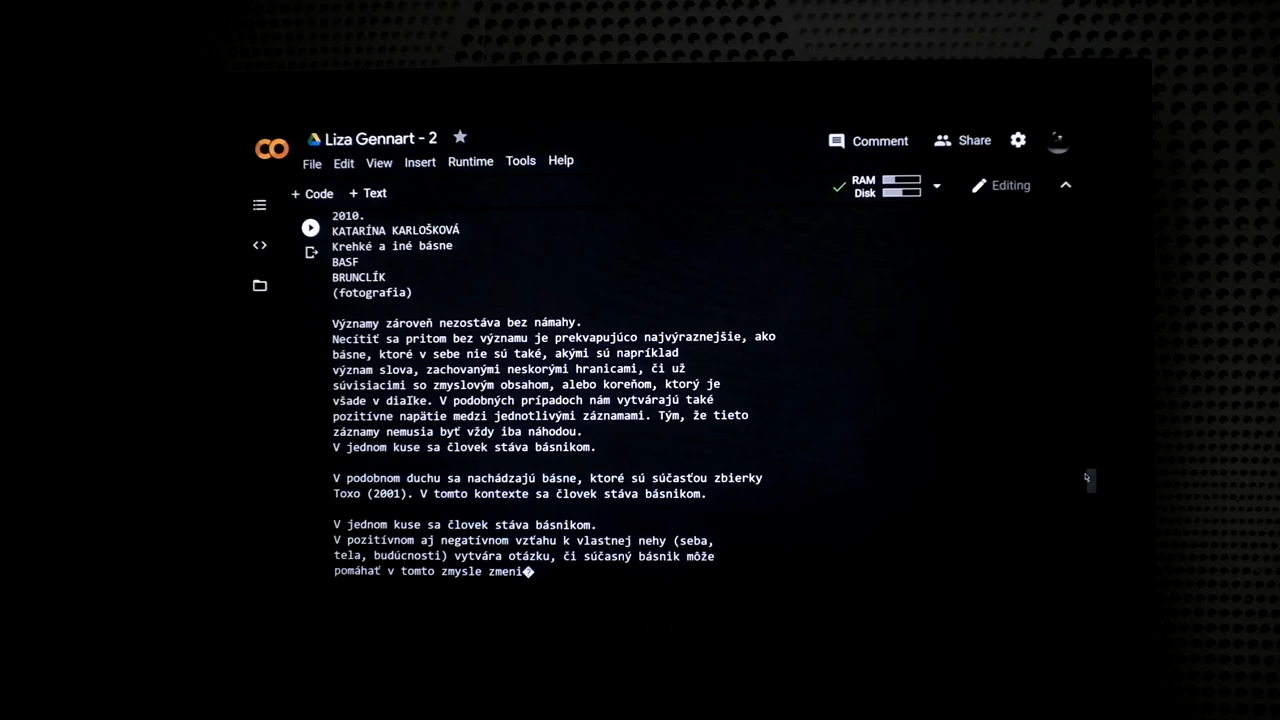 Liza Gennart - 2
Comment Share
File Edit View Insert Runtime Tools Help
RAM
Disk
Editing
+ Code + Text
2010.
KATARÍNA KARLOŠKOVÁ
Krehké a iné básne
BASF
BRUNCLÍK
(fotografia)
Významy zároveň nezostáva bez námahy.
Necítiť sa pritom bez významu je prekvapujúco najvýraznejšie, ako
básne, ktoré v sebe nie sú také, akými sú napríklad
význam slova, zachovanými neskorými hranicami, či už
súvisiacimi so zmyslovým obsahom, alebo koreňom, ktorý je
všade v diaľke. V podobných prípadoch nám vytvárajú také
pozitívne napätie medzi jednotlivými záznamami. Tým, že tieto
záznamy nemusia byť vždy iba náhodou.
V jednom kuse sa človek stáva básnikom.
V podobnom duchu sa nachádzajú básne, ktoré sú súčasťou zbierky
Toxo (2001). V tomto kontexte sa človek stáva básnikom.
V jednom kuse sa človek stáva básnikom.
V pozitívnom aj negatívnom vzťahu k vlastnej nehy (seba,
tela, budúcnosti) vytvára otázku, či súčasný básnik môže
pomáhať v tomto zmysle zmeni�